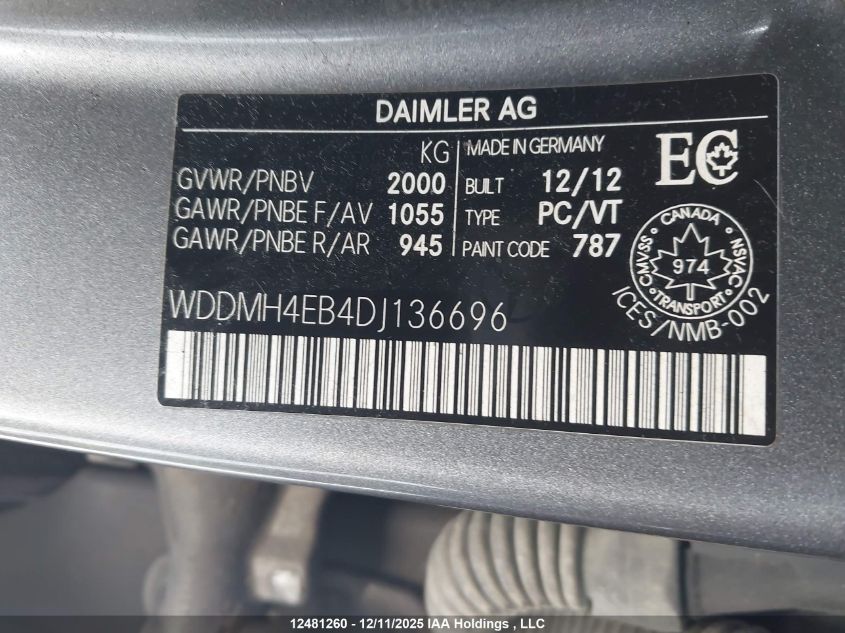 DAIMLER AG
KG MADE IN GERMANY EC
GVWR/PNBV 2000 BUILT 12/12
GAWR/PNBE F/AV 1055 TYPE PC/VT
GAWR/PNBE R/AR 945 PAINT CODE 787
CANADA
CMVSS 974 NSVAC
TRANSPORT
ICES/NMB-002
WDDMH4EB4DJ136696
12481260 - 12/11/2025 IAA Holdings , LLC